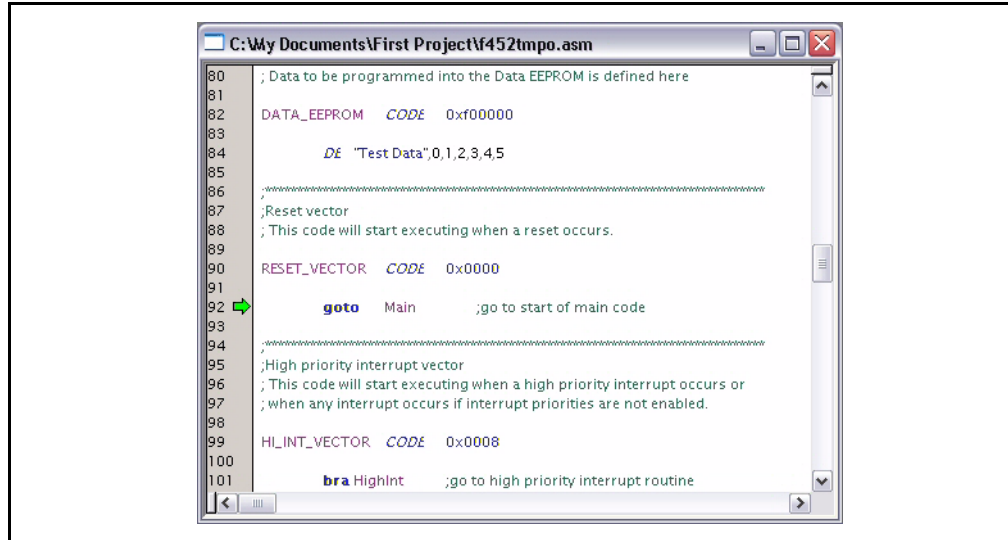 C:\My Documents\First Project\f452tmpo.asm
80 ; Data to be programmed into the Data EEPROM is defined here
81
82 DATA_EEPROM CODE 0xf00000
83
84 DE "Test Data",0,1,2,3,4,5
85
86 ;******************************************************************************
87 ;Reset vector
88 ; This code will start executing when a reset occurs.
89
90 RESET_VECTOR CODE 0x0000
91
92 goto Main ;go to start of main code
93
94 ;******************************************************************************
95 ;High priority interrupt vector
96 ; This code will start executing when a high priority interrupt occurs or
97 ; when any interrupt occurs if interrupt priorities are not enabled.
98
99 HI_INT_VECTOR CODE 0x0008
100
101 bra HighInt ;go to high priority interrupt routine